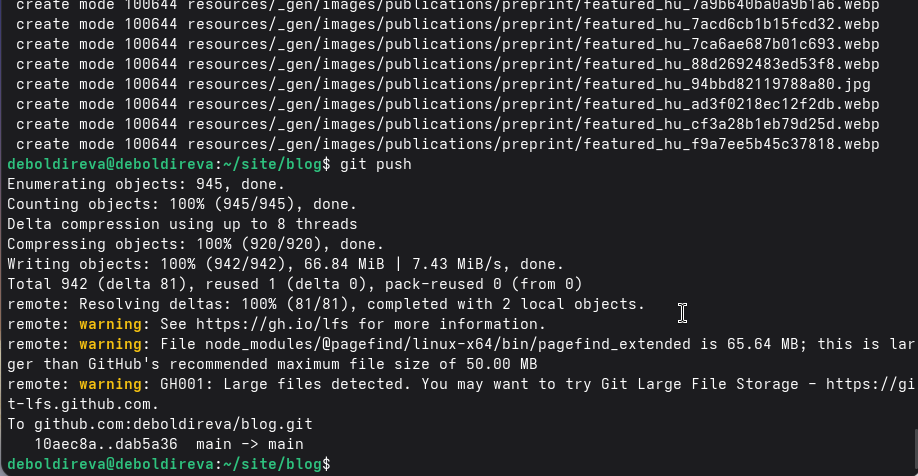 create mode 100644 resources/_gen/images/publications/preprint/featured_hu_7a9b640ba0a9b1a6.webp
create mode 100644 resources/_gen/images/publications/preprint/featured_hu_7acd6cb1b15fcd32.webp
create mode 100644 resources/_gen/images/publications/preprint/featured_hu_7ca6ae687b01c693.webp
create mode 100644 resources/_gen/images/publications/preprint/featured_hu_88d2692483ed53f8.webp
create mode 100644 resources/_gen/images/publications/preprint/featured_hu_94bbd82119788a80.jpg
create mode 100644 resources/_gen/images/publications/preprint/featured_hu_ad3f0218ec12f2db.webp
create mode 100644 resources/_gen/images/publications/preprint/featured_hu_cf3a28b1eb79d25d.webp
create mode 100644 resources/_gen/images/publications/preprint/featured_hu_f9a7ee5b45c37818.webp
deboldireva@deboldireva:~/site/blog$ git push
Enumerating objects: 945, done.
Counting objects: 100% (945/945), done.
Delta compression using up to 8 threads
Compressing objects: 100% (920/920), done.
Writing objects: 100% (942/942), 66.84 MiB | 7.43 MiB/s, done.
Total 942 (delta 81), reused 1 (delta 0), pack-reused 0 (from 0)
remote: Resolving deltas: 100% (81/81), completed with 2 local objects.
remote: warning: See https://gh.io/lfs for more information.
remote: warning: File node_modules/@pagefind/linux-x64/bin/pagefind_extended is 65.64 MB; this is lar
ger than GitHub's recommended maximum file size of 50.00 MB
remote: warning: GH001: Large files detected. You may want to try Git Large File Storage - https://gi
t-lfs.github.com.
To github.com:deboldireva/blog.git
10aec8a..dab5a36  main -> main
deboldireva@deboldireva:~/site/blog$